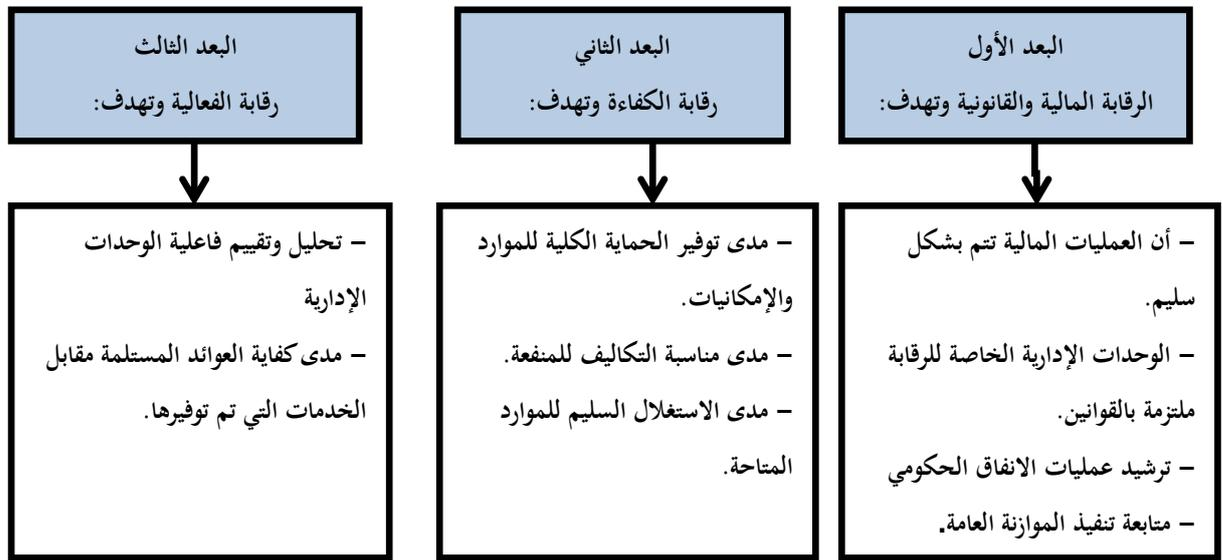 البعد الأول
الرقابة المالية والقانونية وتهدف:
– أن العمليات المالية تتم بشكل
سليم.
– الوحدات الإدارية الخاصة للرقابة
ملتزمة بالقوانين.
– ترشيد عمليات الانفاق الحكومي
– متابعة تنفيذ الموازنة العامة.
البعد الثاني
رقابة الكفاءة وتهدف:
– مدى توفير الحماية الكلية للموارد
والإمكانيات.
– مدى مناسبة التكاليف للمنفعة.
– مدى الاستغلال السليم للموارد
المتاحة.
البعد الثالث
رقابة الفعالية وتهدف:
– تحليل وتقييم فاعلية الوحدات
الإدارية
– مدى كفاية العوائد المستلمة مقابل
الخدمات التي تم توفيرها.